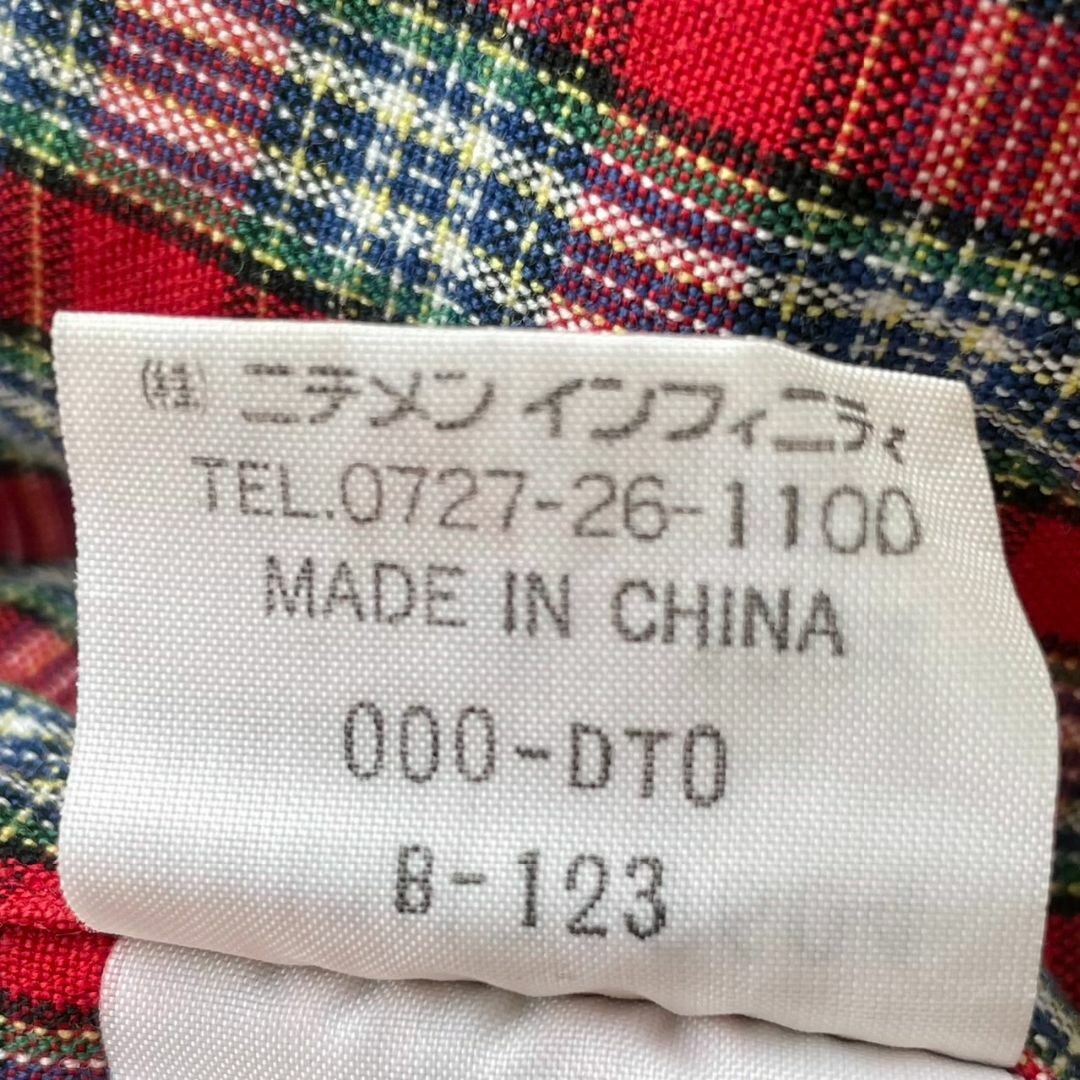 ㈱ ニチメン インフィニティ
TEL.0727-26-1100
MADE IN CHINA
000-DT0
B-123